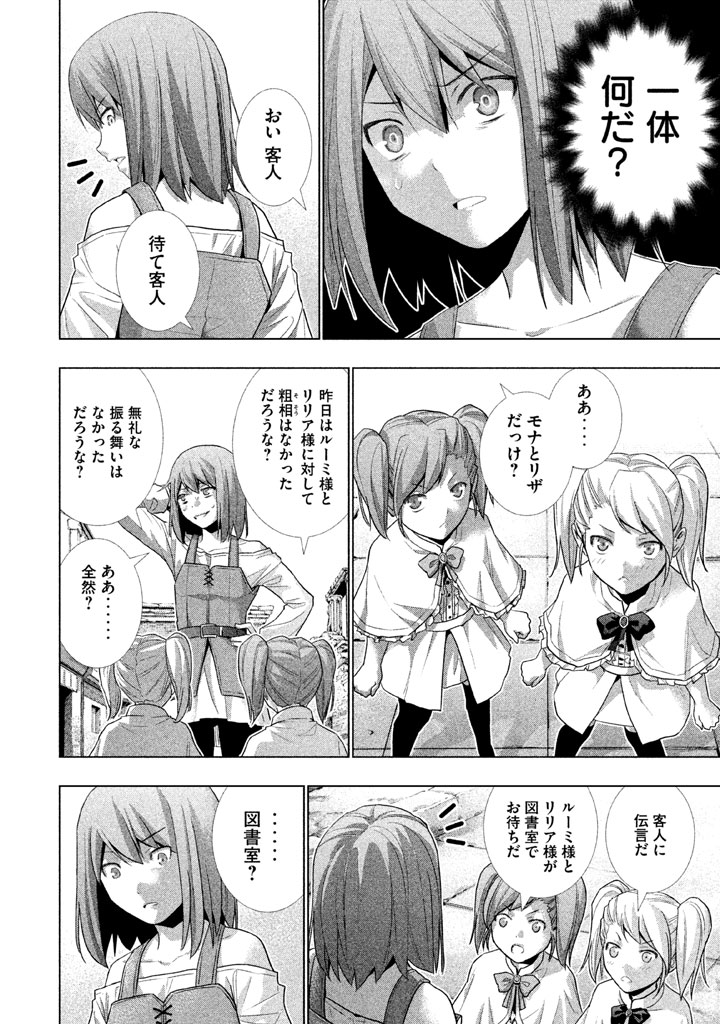 一体
何だ？
おい 客人
待て客人
ああ‥‥‥
モナとリザ
だっけ？
昨日はルーミ様と
リリア様に対して
粗相はなかった
だろうな？
そそう
無礼な
振る舞いは
なかった
だろうな？
ああ‥‥‥
全然？
客人に
伝言だ
ルーミ様と
リリア様が
図書室で
お待ちだ
‥‥‥
図書室？